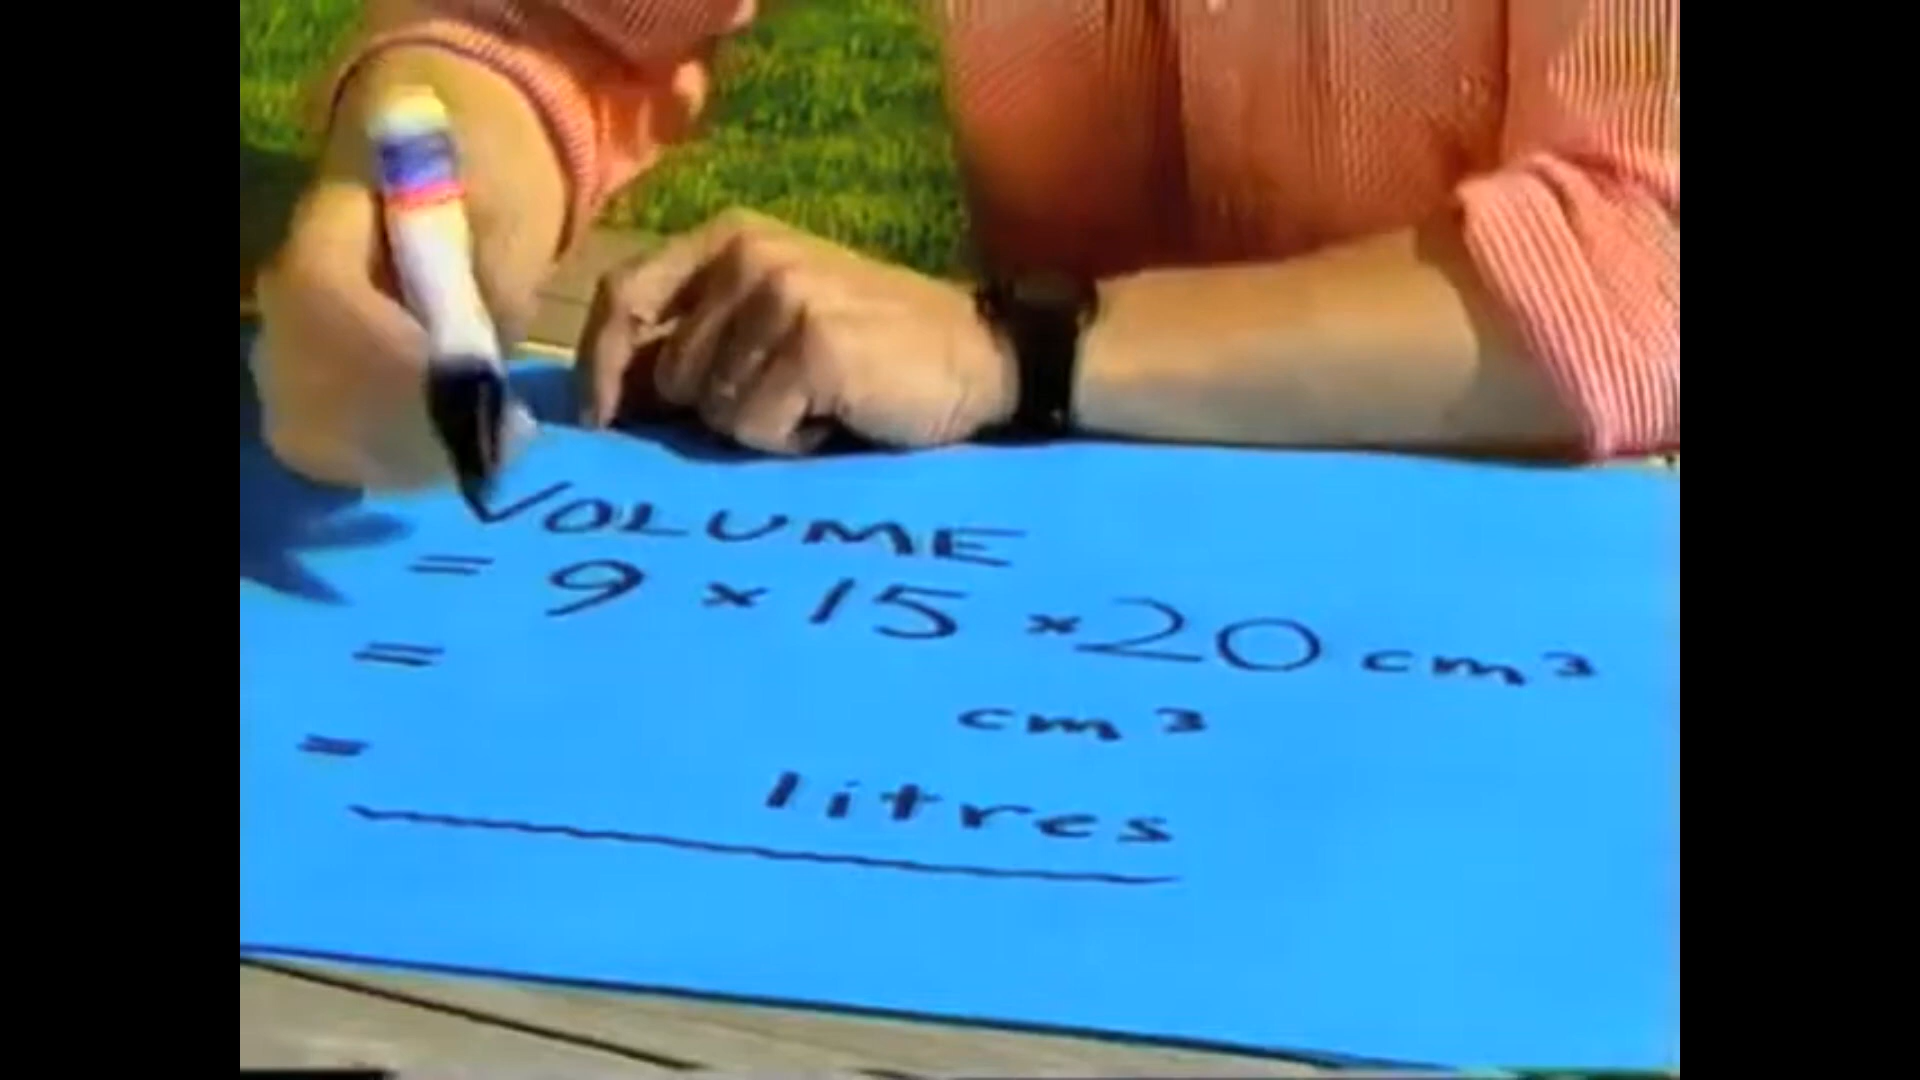 VOLUME
= 9 × 15 × 20 cm³
= cm³
= litres